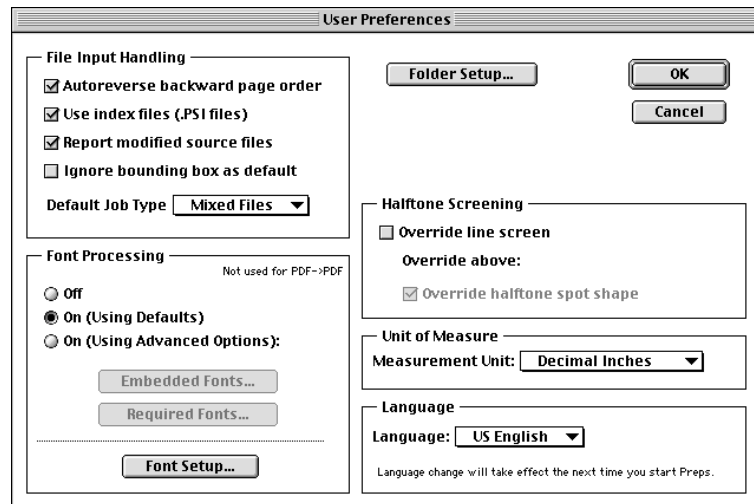 User Preferences
File Input Handling
Autoreverse backward page order
Use index files (.PSI files)
Report modified source files
Ignore bounding box as default
Default Job Type Mixed Files
Font Processing
Not used for PDF->PDF
Off
On (Using Defaults)
On (Using Advanced Options):
Embedded Fonts...
Required Fonts...
Font Setup...
Folder Setup...
OK
Cancel
Halftone Screening
Override line screen
Override above:
Override halftone spot shape
Unit of Measure
Measurement Unit: Decimal Inches
Language
Language: US English
Language change will take effect the next time you start Preps.